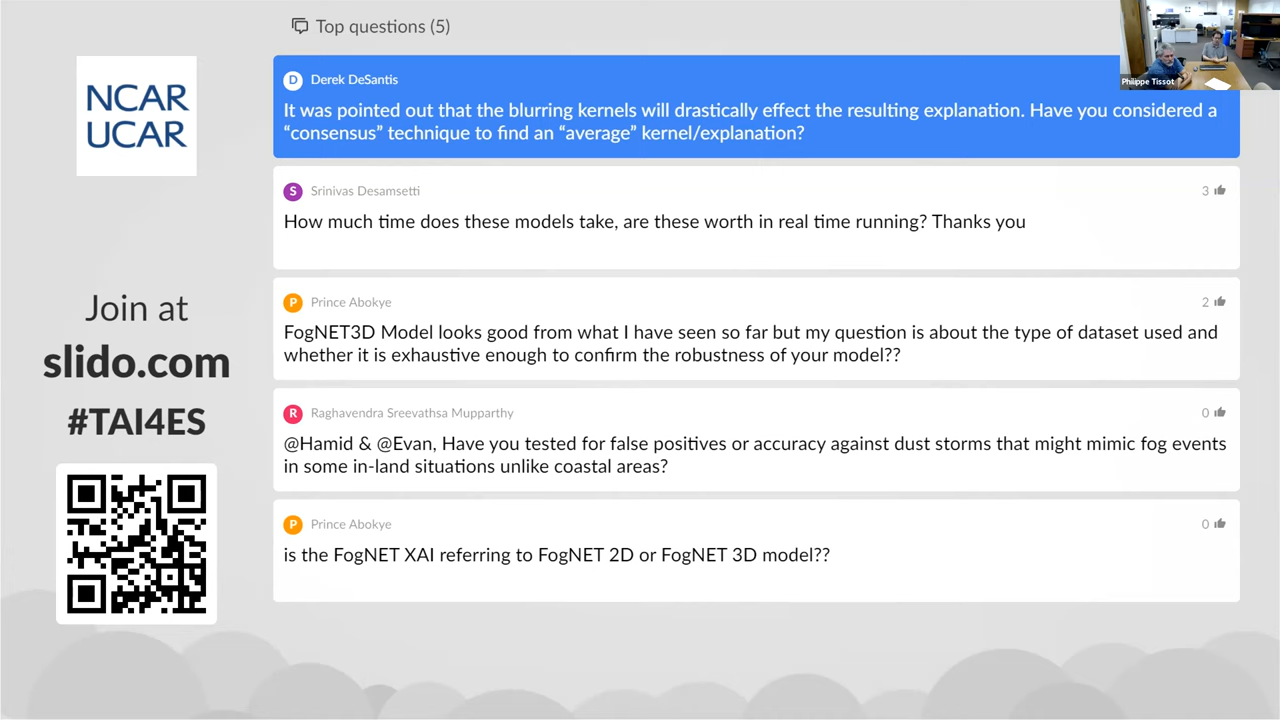 Top questions (5)
NCAR
UCAR
Philippe Tissot
D Derek DeSantis
It was pointed out that the blurring kernels will drastically effect the resulting explanation. Have you considered a
“consensus” technique to find an “average” kernel/explanation?
S Srinivas Desamsetti 3
How much time does these models take, are these worth in real time running? Thanks you
P Prince Abokye 2
FogNET3D Model looks good from what I have seen so far but my question is about the type of dataset used and
whether it is exhaustive enough to confirm the robustness of your model??
R Raghavendra Sreevathsa Mupparthy 0
@Hamid & @Evan, Have you tested for false positives or accuracy against dust storms that might mimic fog events
in some in-land situations unlike coastal areas?
P Prince Abokye 0
is the FogNET XAI referring to FogNET 2D or FogNET 3D model??
Join at
slido.com
#TAI4ES